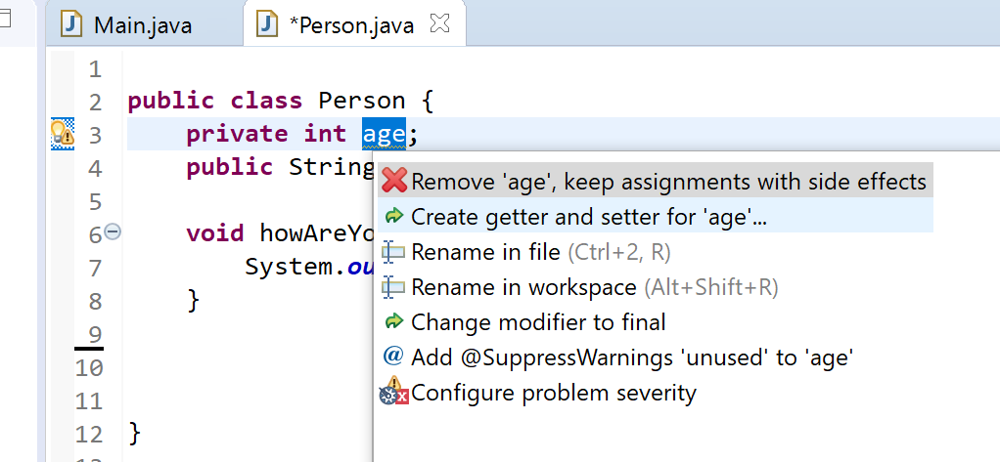 Main.java
*Person.java
1
2 public class Person {
3 private int age;
4 public String
5
6 void howAreYo
7 System.ou
8 }
9
10
11
12 }
Remove 'age', keep assignments with side effects
Create getter and setter for 'age'...
Rename in file (Ctrl+2, R)
Rename in workspace (Alt+Shift+R)
Change modifier to final
@ Add @SuppressWarnings 'unused' to 'age'
Configure problem severity